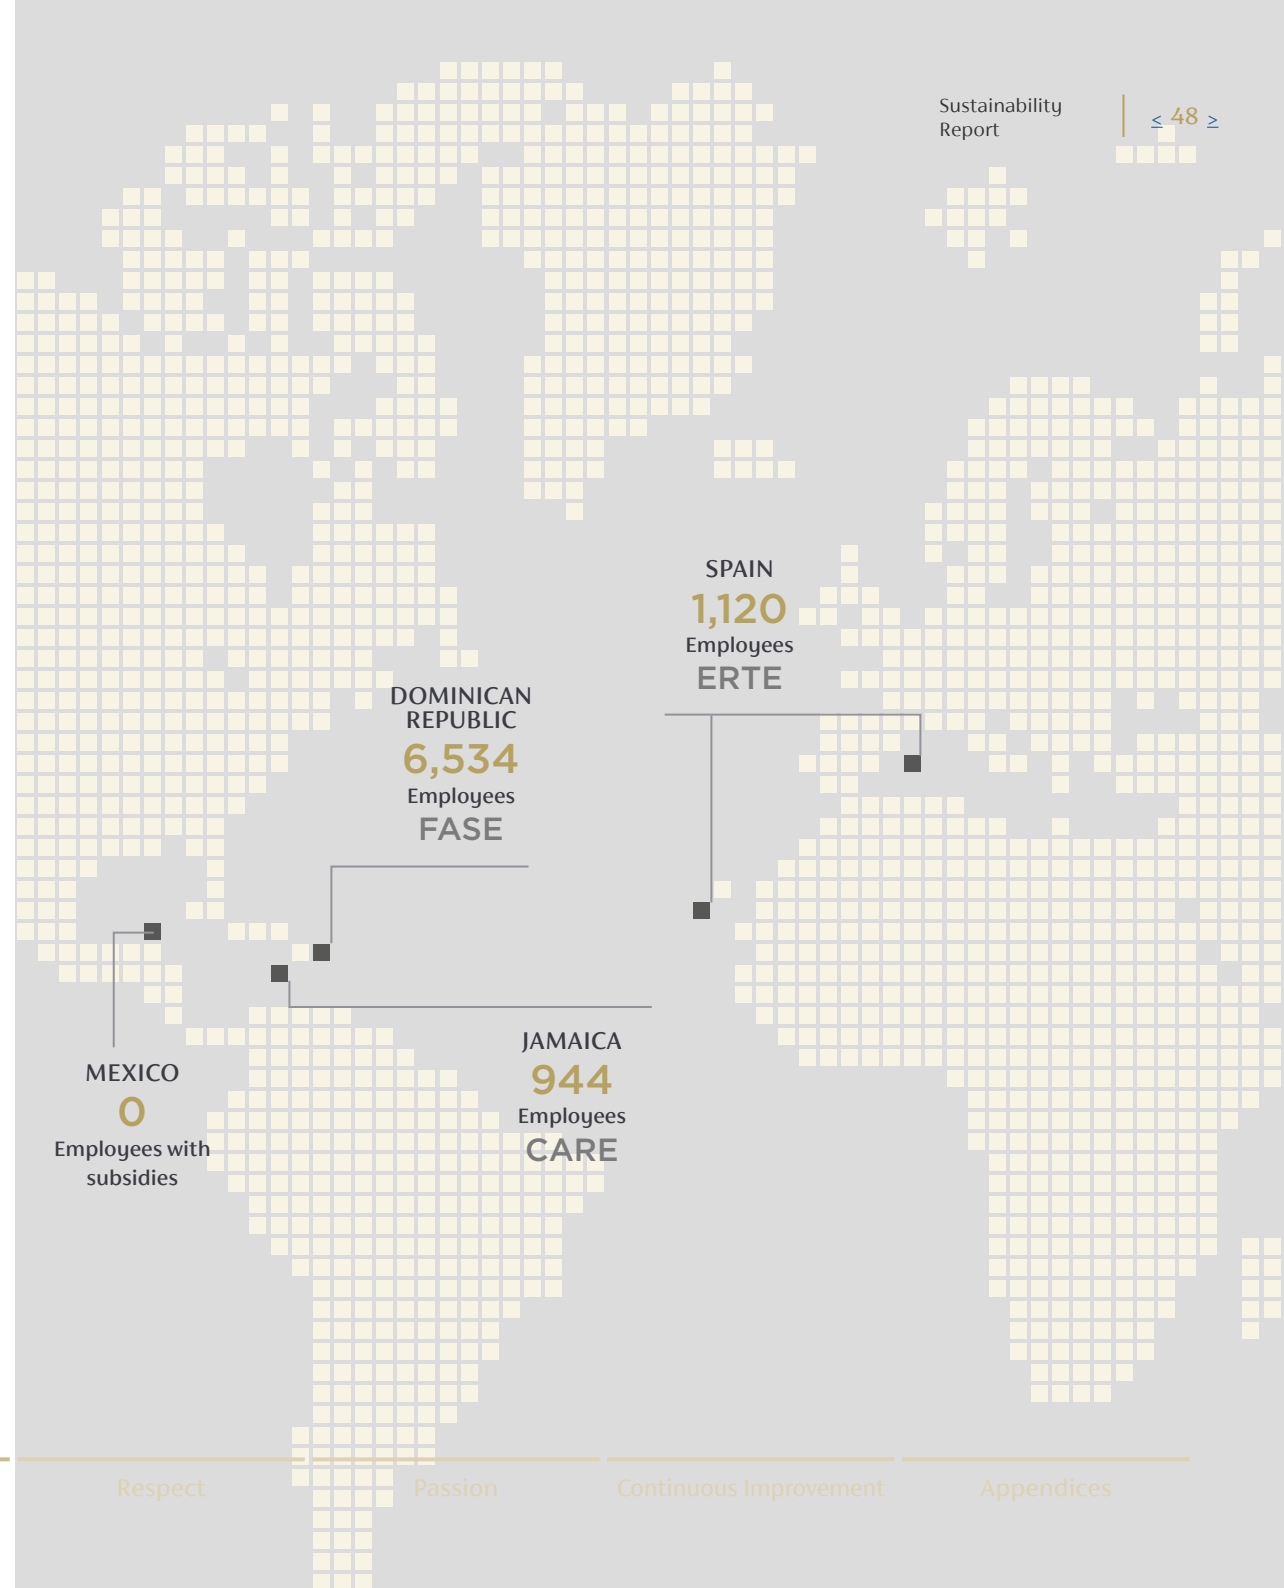 Sustainability
Report
< 48 >
SPAIN
1,120
Employees
ERTE
DOMINICAN
REPUBLIC
6,534
Employees
FASE
JAMAICA
944
Employees
CARE
MEXICO
0
Employees with
subsidies
Respect
Passion
Continuous Improvement
Appendices